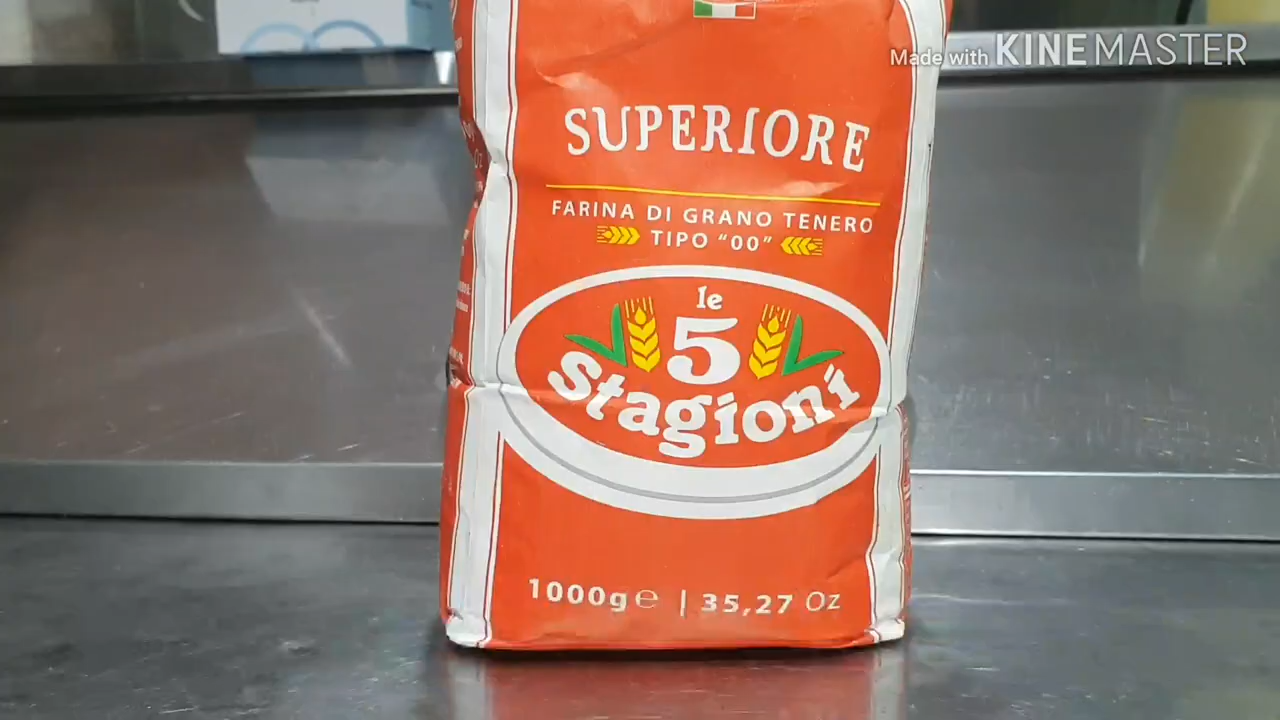 Made with KINEMASTER
SUPERIORE
FARINA DI GRANO TENERO
TIPO "00"
le
5
Stagioni
1000g e | 35,27 Oz